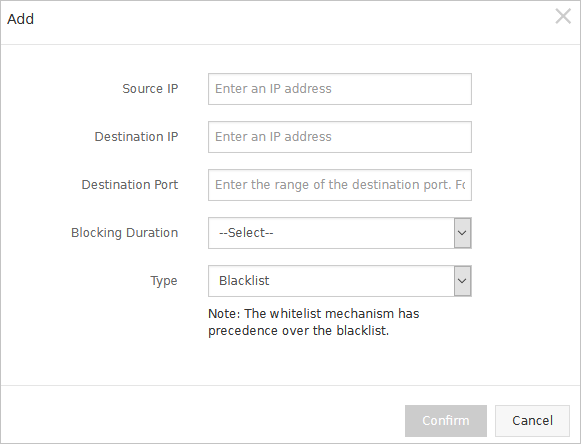 Add
Source IP Enter an IP address
Destination IP Enter an IP address
Destination Port Enter the range of the destination port.
Blocking Duration --Select--
Type Blacklist
Note: The whitelist mechanism has
precedence over the blacklist.
Confirm Cancel